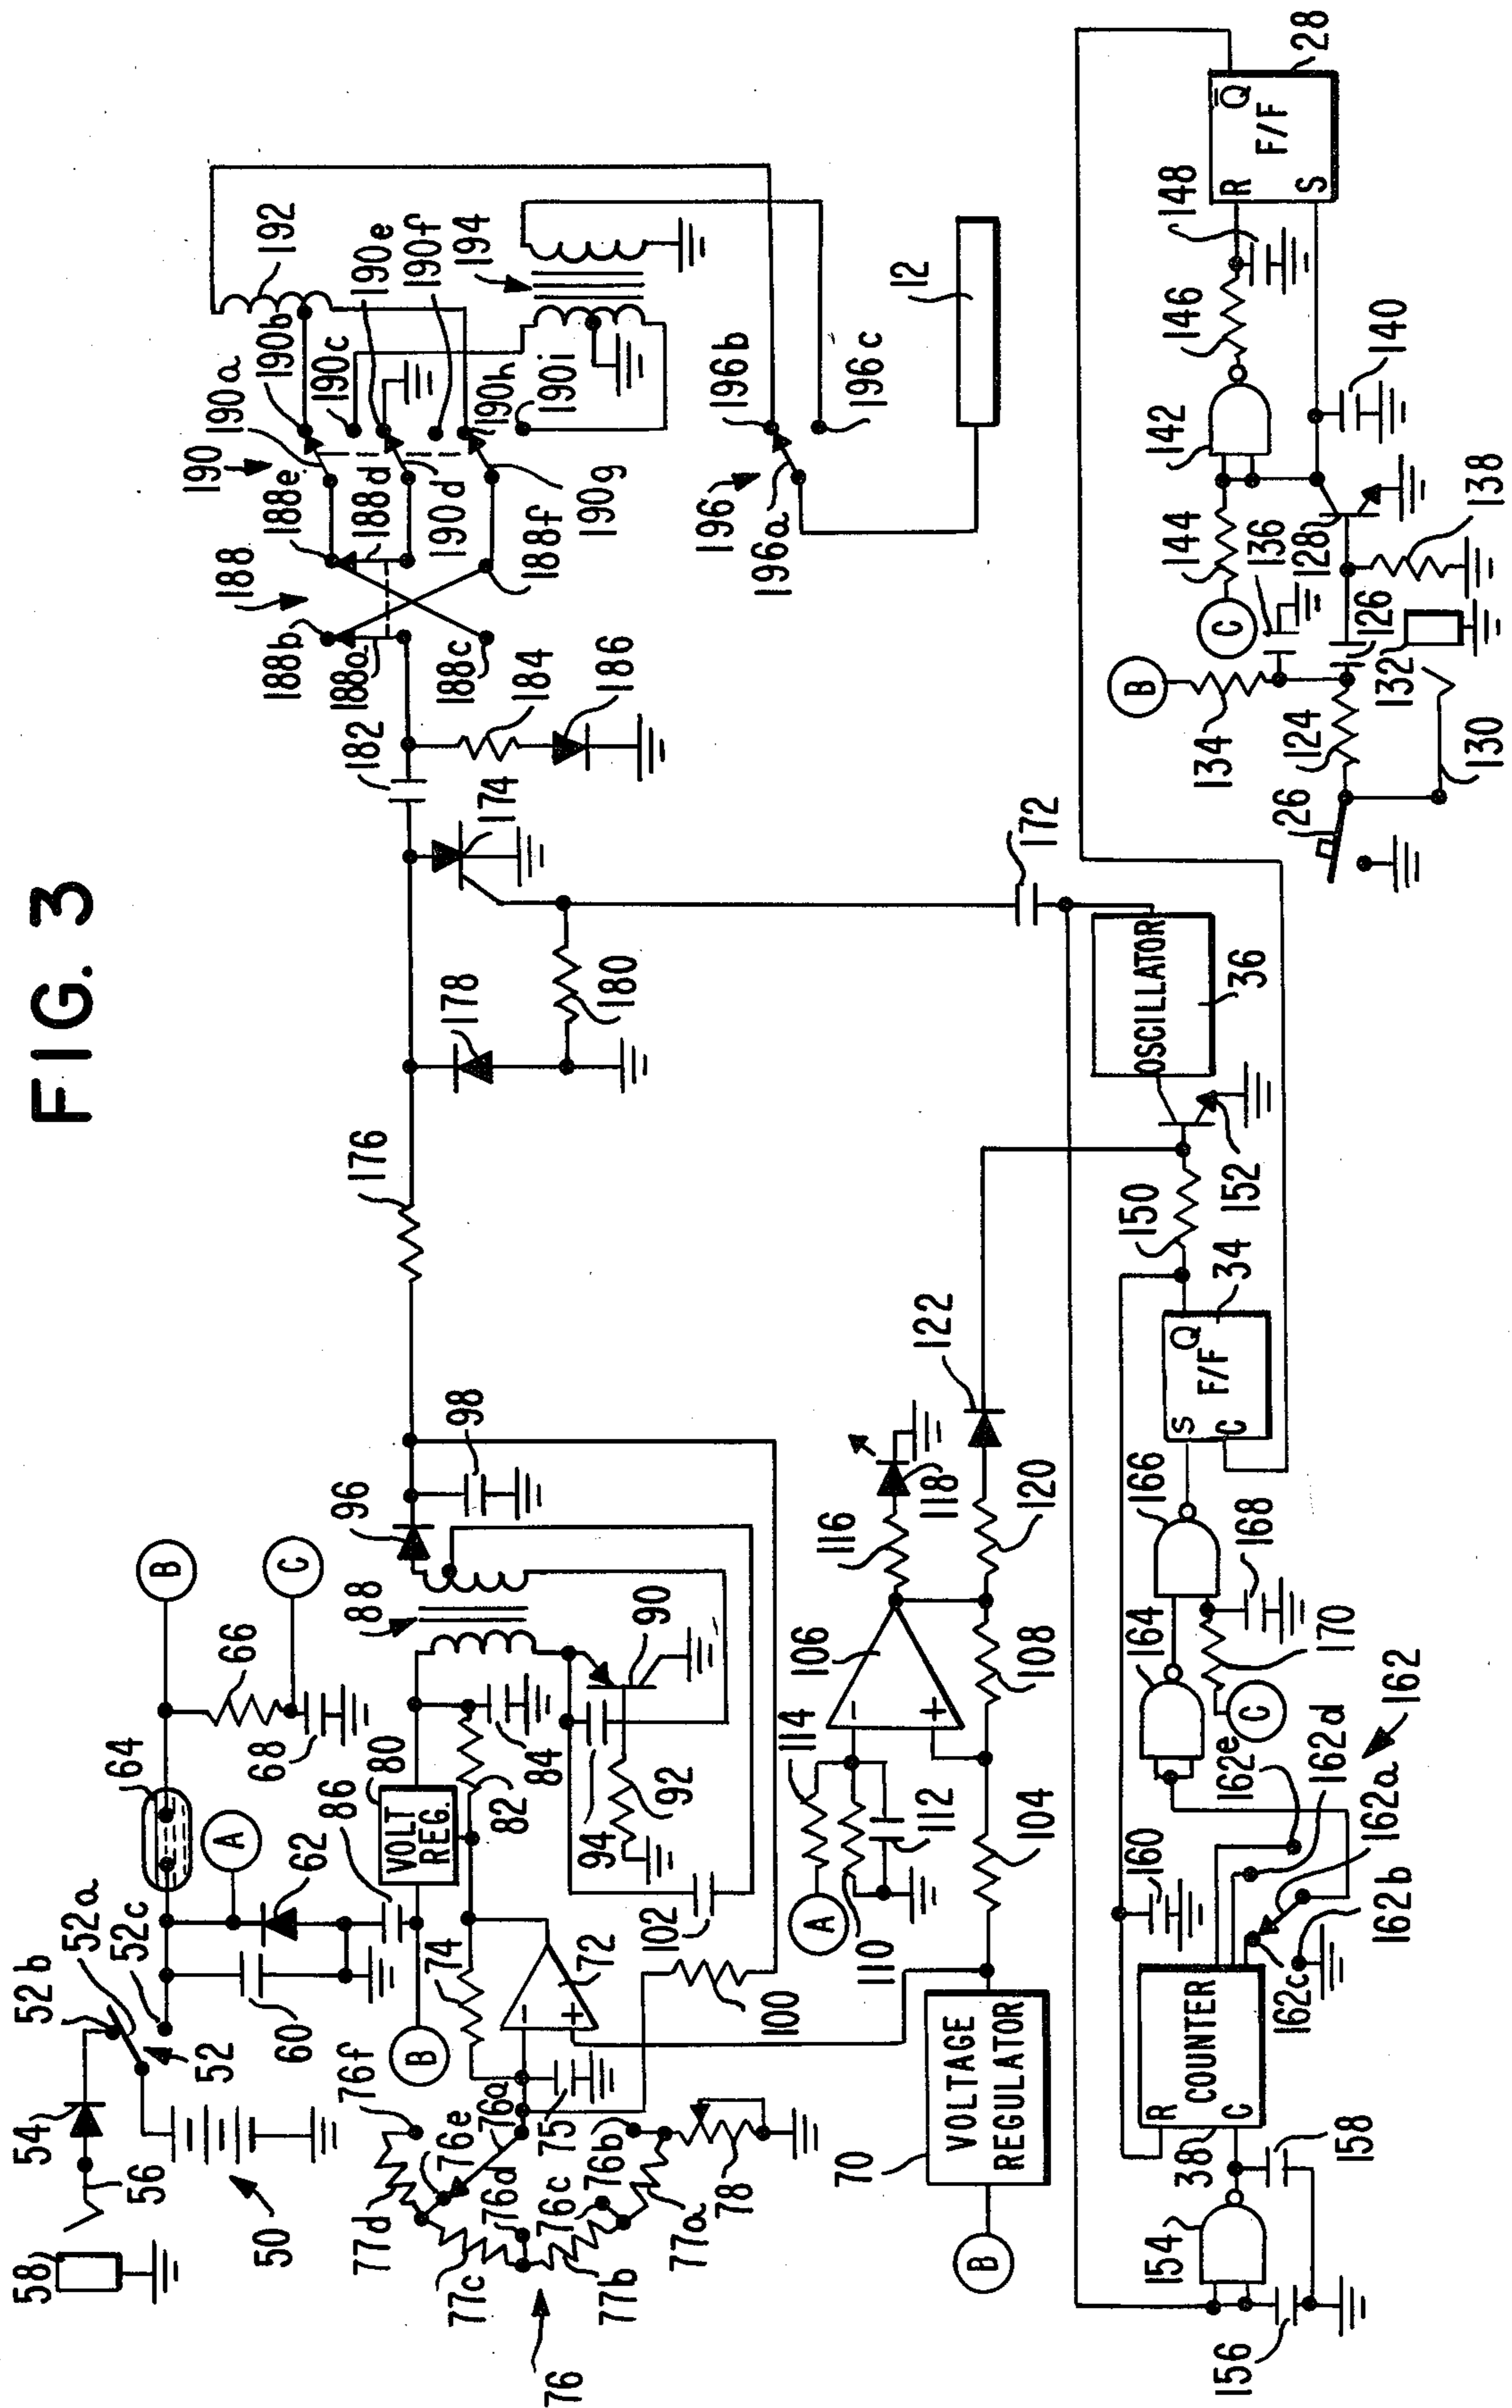 FIG. 3
58
54
56
52b
52a
52c
52
50
60
62
A
64
66
68
B
C
86
80
VOLT
REG.
82
84
188
96
98
90
92
94
102
100
74
72
B
76f
76e
76a
76d
76c
76b
75
77d
77c
77b
77a
78
76
70
VOLTAGE
REGULATOR
B
A
114
110
112
104
106
108
116
118
120
122
176
178
180
174
172
182
184
186
188
188a
188b
188c
188d
188e
188f
190
190a
190b
190c
190d
190e
190f
190g
190h
190i
192
194
196
196a
196b
196c
12
156
154
158
38
R
C
COUNTER
160
162
162a
162b
162c
162d
162e
164
C
170
168
166
S
C
Q
F/F
34
150
152
OSCILLATOR
36
26
130
132
124
134
B
126
136
C
144
128
138
142
140
146
148
R
S
Q̄
F/F
28